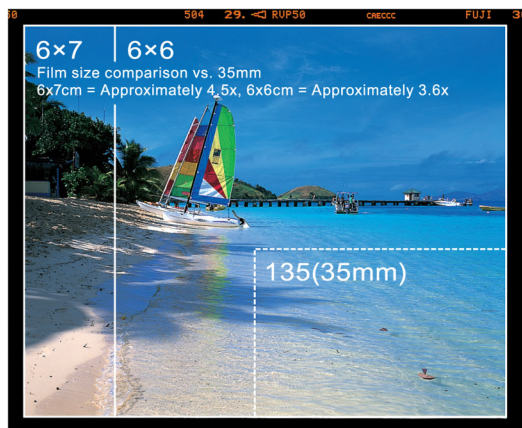 504 29. RVP50 CAECCC FUJI
6×7 6×6
Film size comparison vs. 35mm
6x7cm = Approximately 4.5x, 6x6cm = Approximately 3.6x
135(35mm)